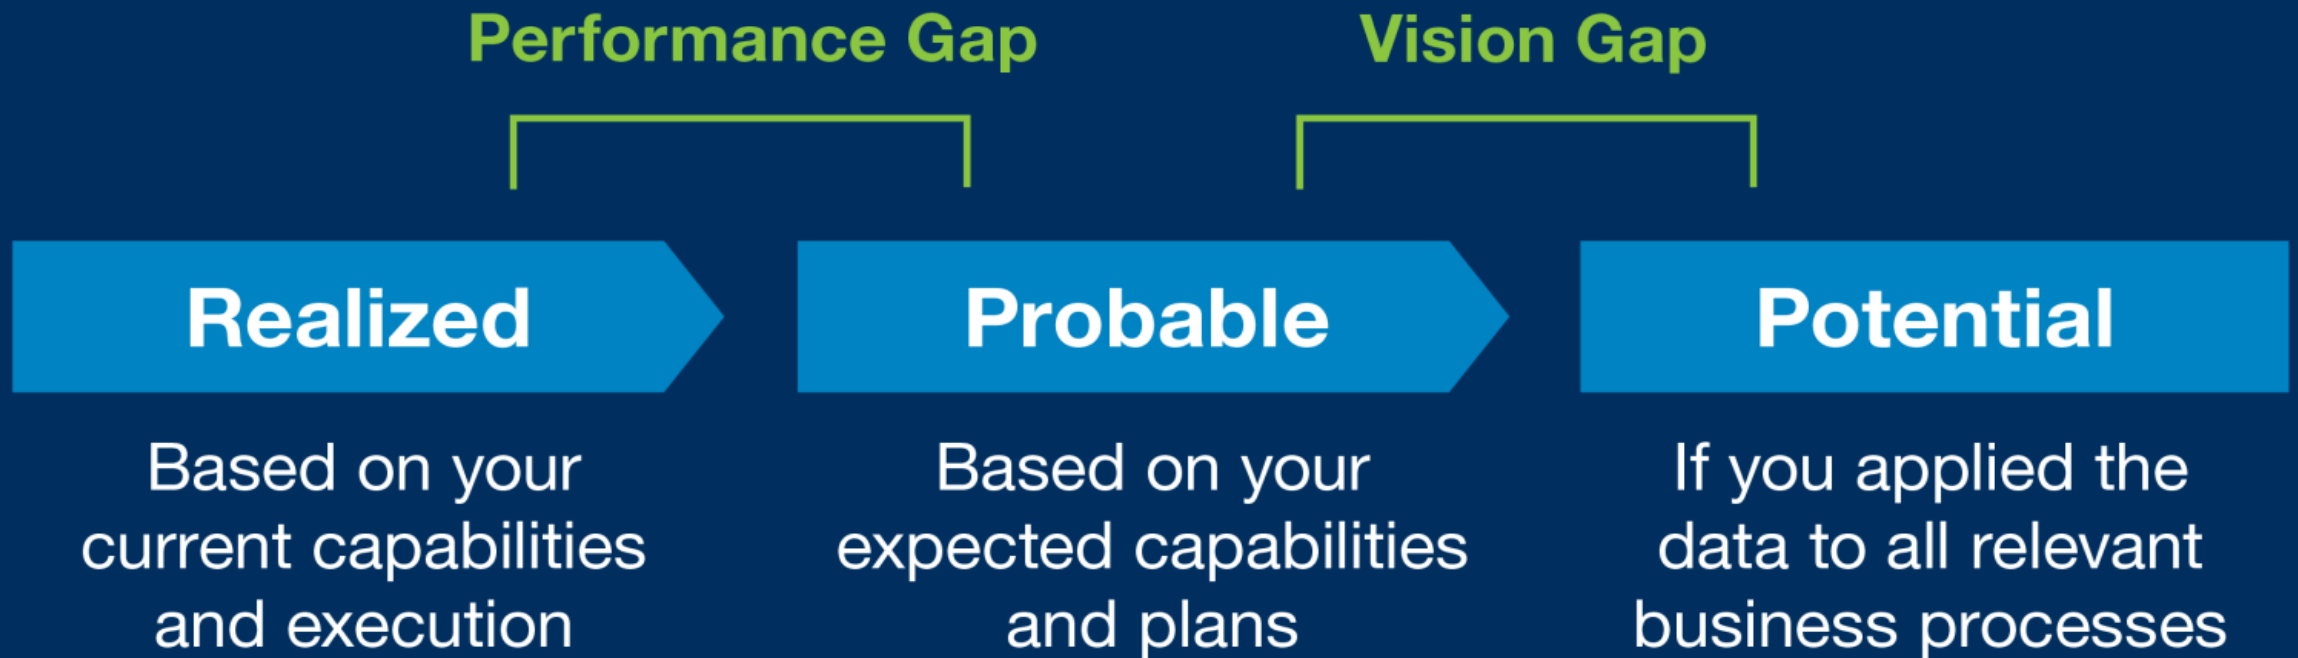 Performance Gap
Vision Gap
Realized
Probable
Potential
Based on your
current capabilities
and execution
Based on your
expected capabilities
and plans
If you applied the
data to all relevant
business processes